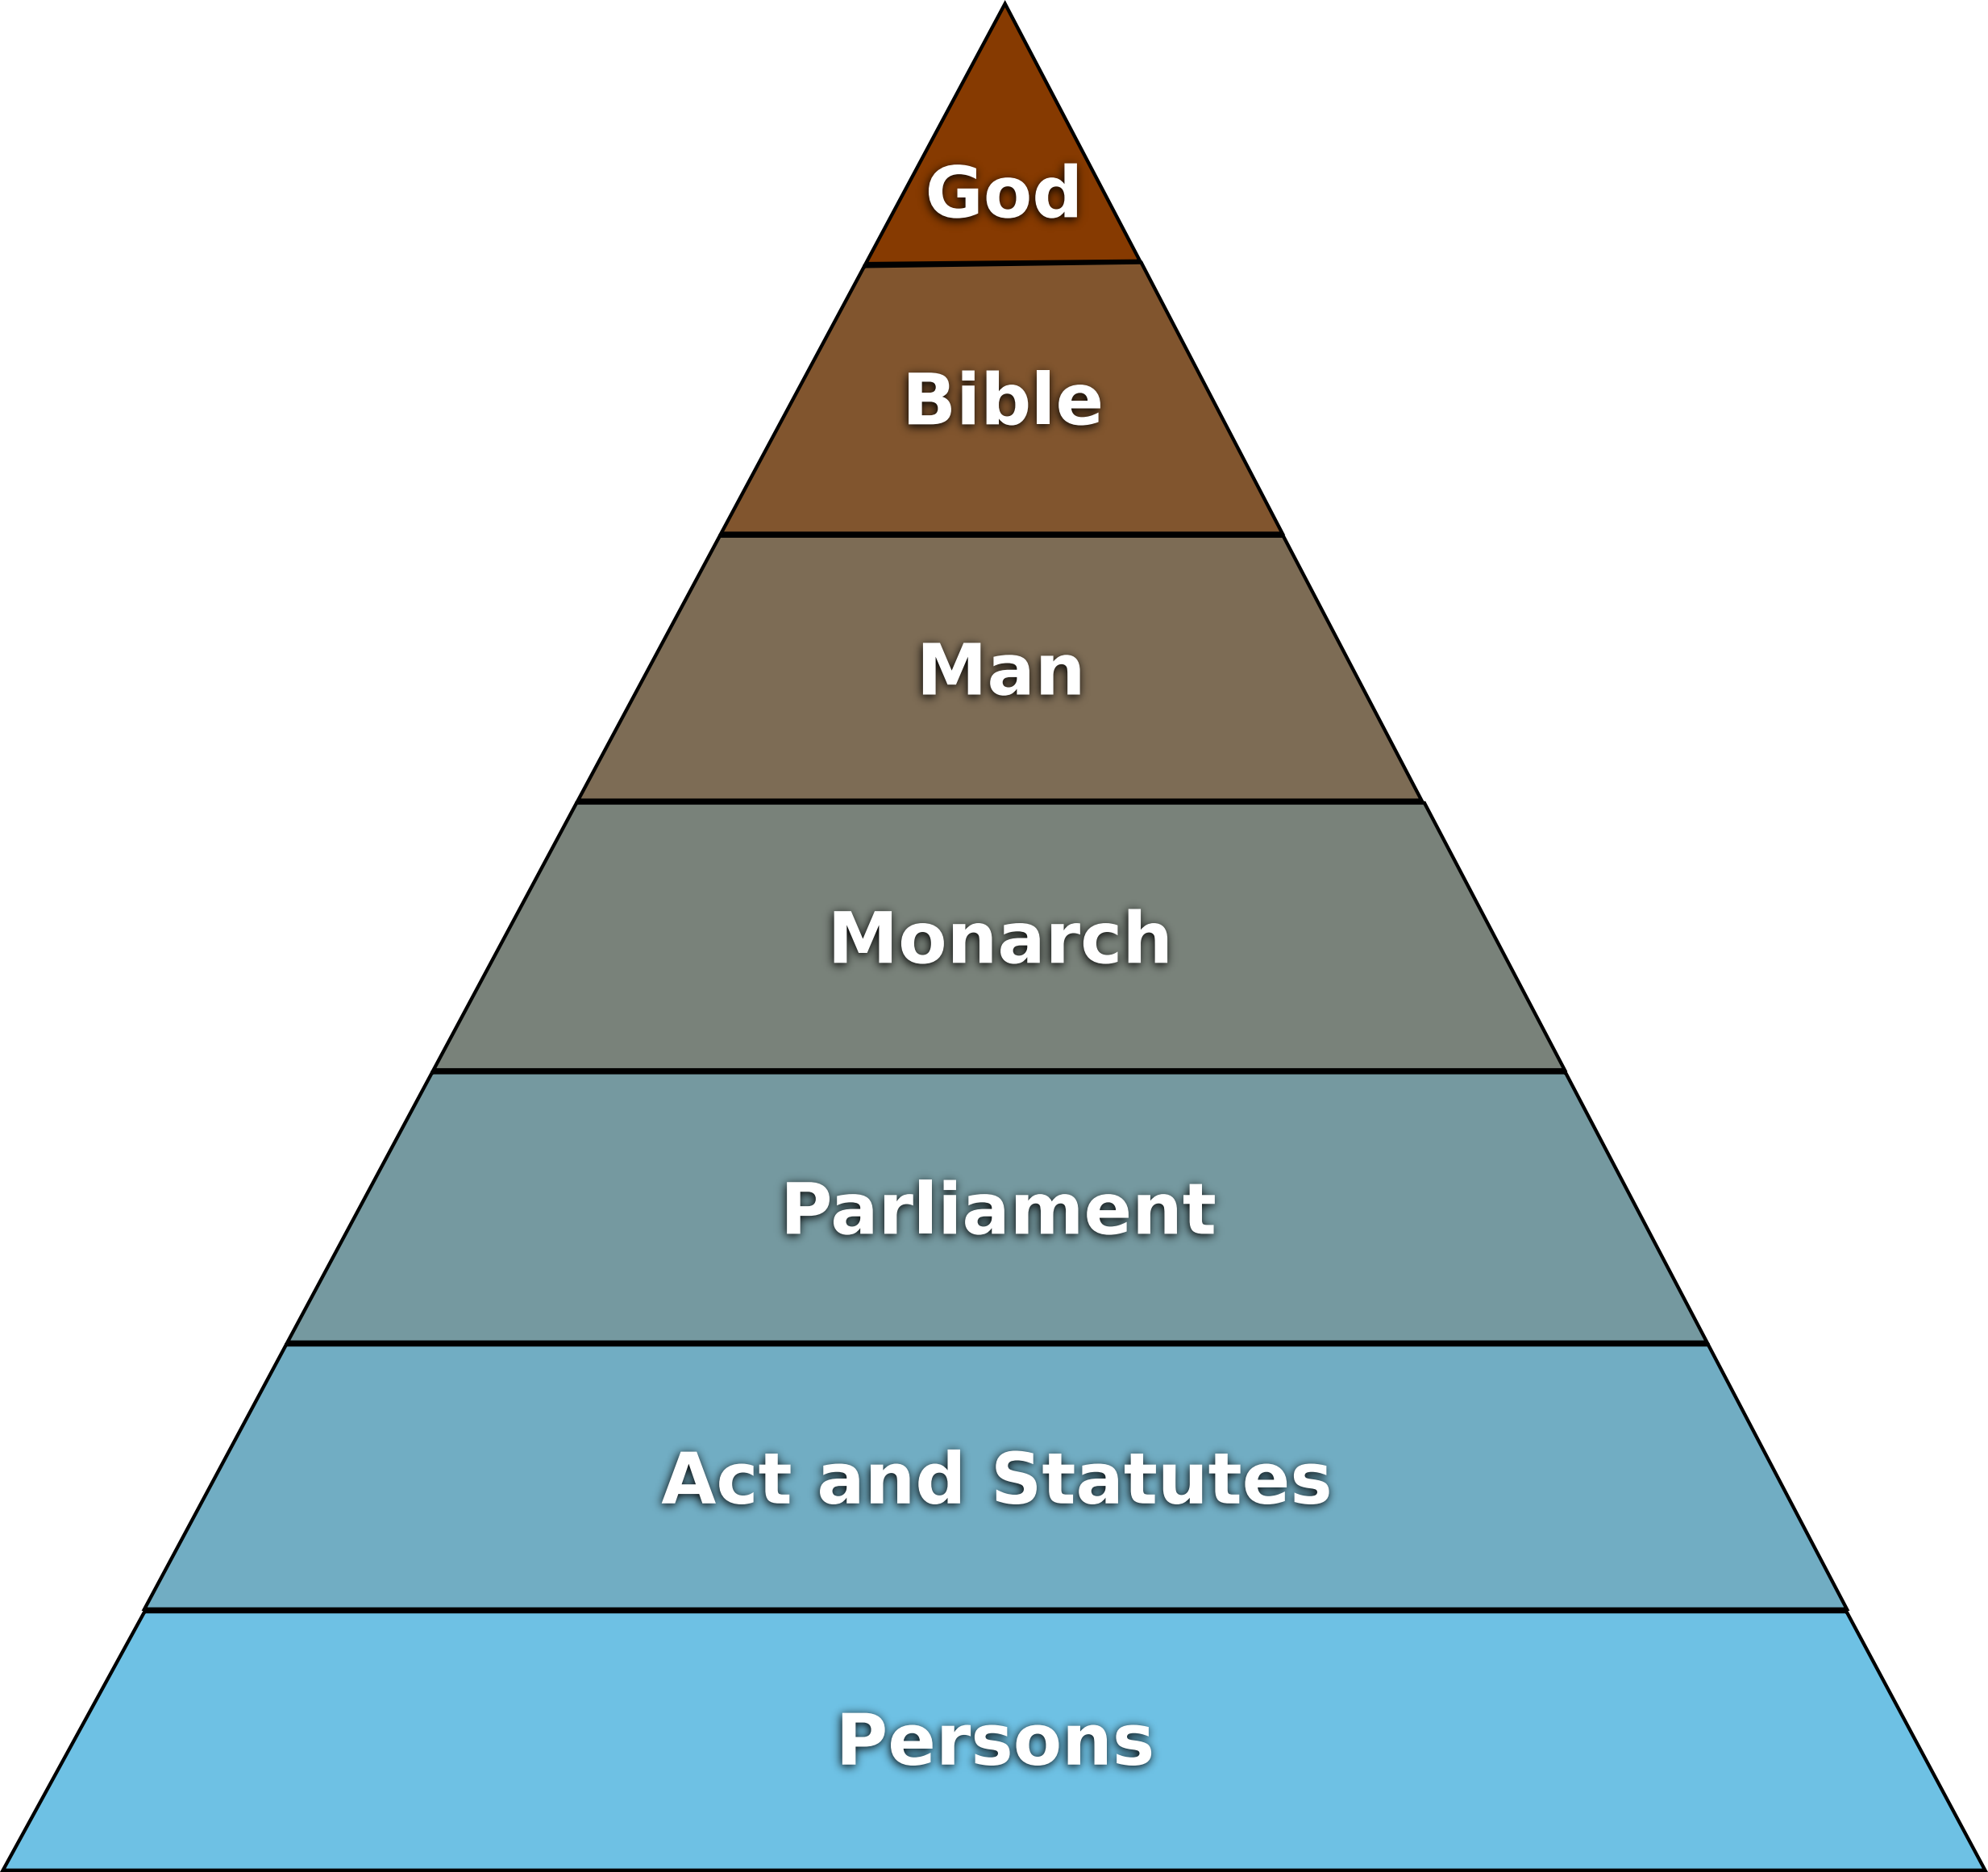 God
Bible
Man
Monarch
Parliament
Act and Statutes
Persons